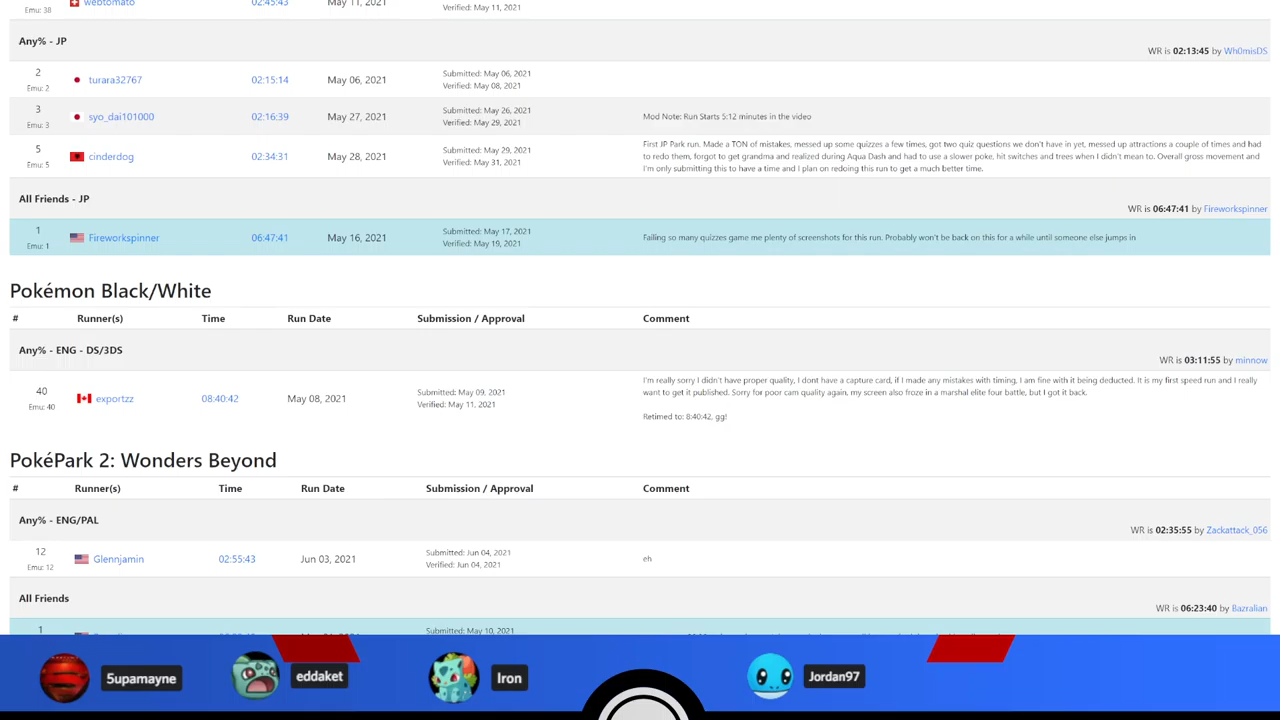 Emu: 38 webtomato 02:45:43 May 11, 2021 Verified: May 11, 2021
Any% - JP
WR is 02:13:45 by Wh0misDS
2 Emu: 2 turara32767 02:15:14 May 06, 2021 Submitted: May 06, 2021
Verified: May 08, 2021
3 Emu: 3 syo_dai101000 02:16:39 May 27, 2021 Submitted: May 26, 2021
Verified: May 29, 2021
Mod Note: Run Starts 5:12 minutes in the video
5 Emu: 5 cinderdog 02:34:31 May 28, 2021 Submitted: May 29, 2021
Verified: May 31, 2021
First JP Park run. Made a TON of mistakes, messed up some quizzes a few times, got two quiz questions we don't have in yet, messed up attractions a couple of times and had
to redo them, forgot to get grandma and realized during Aqua Dash and had to use a slower poke, hit switches and trees when I didn't mean to. Overall gross movement and
I'm only submitting this to have a time and I plan on redoing this run to get a much better time.
All Friends - JP
WR is 06:47:41 by Fireworkspinner
1 Emu: 1 Fireworkspinner 06:47:41 May 16, 2021 Submitted: May 17, 2021
Verified: May 19, 2021
Failing so many quizzes game me plenty of screenshots for this run. Probably won't be back on this for a while until someone else jumps in
Pokémon Black/White
# Runner(s) Time Run Date Submission / Approval Comment
Any% - ENG - DS/3DS
WR is 03:11:55 by minnow
40 Emu: 40 exportzz 08:40:42 May 08, 2021 Submitted: May 09, 2021
Verified: May 11, 2021
I'm really sorry I didn't have proper quality, I dont have a capture card, if I made any mistakes with timing, I am fine with it being deducted. It is my first speed run and I really
want to get it published. Sorry for poor cam quality again, my screen also froze in a marshal elite four battle, but I got it back.
Retimed to: 8:40:42, gg!
PokéPark 2: Wonders Beyond
# Runner(s) Time Run Date Submission / Approval Comment
Any% - ENG/PAL
WR is 02:35:55 by Zackattack_056
12 Emu: 12 Glennjamin 02:55:43 Jun 03, 2021 Submitted: Jun 04, 2021
Verified: Jun 04, 2021
eh
All Friends
WR is 06:23:40 by Bazralian
1 Submitted: May 10, 2021
5upamayne eddaket Iron Jordan97